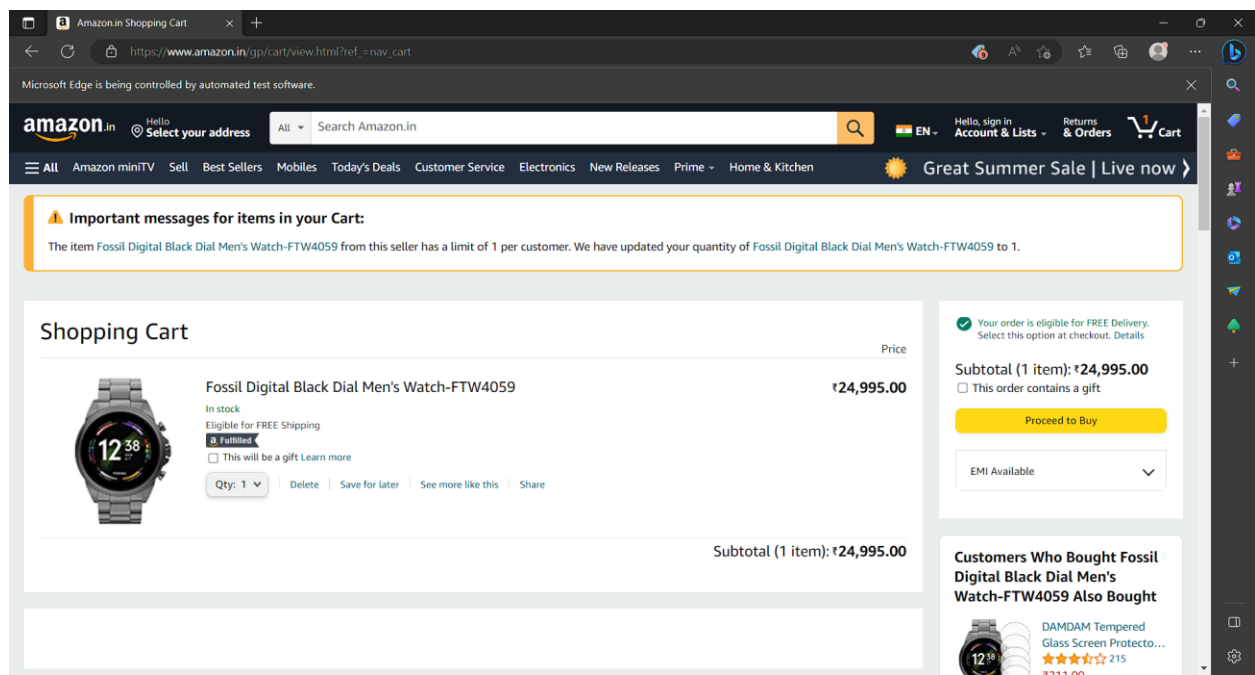 Amazon.in Shopping Cart
https://www.amazon.in/gp/cart/view.html?ref_=nav_cart
Microsoft Edge is being controlled by automated test software.
amazon.in
Hello
Select your address
All
Search Amazon.in
EN
Hello, sign in
Account & Lists
Returns
& Orders
1
Cart
All Amazon miniTV Sell Best Sellers Mobiles Today's Deals Customer Service Electronics New Releases Prime Home & Kitchen
Great Summer Sale | Live now
Important messages for items in your Cart:
The item Fossil Digital Black Dial Men's Watch-FTW4059 from this seller has a limit of 1 per customer. We have updated your quantity of Fossil Digital Black Dial Men's Watch-FTW4059 to 1.
Shopping Cart
Price
12 38
Fossil Digital Black Dial Men's Watch-FTW4059
₹24,995.00
In stock
Eligible for FREE Shipping
a Fulfilled
This will be a gift Learn more
Qty: 1 Delete Save for later See more like this Share
Subtotal (1 item): ₹24,995.00
Your order is eligible for FREE Delivery.
Select this option at checkout. Details
Subtotal (1 item): ₹24,995.00
This order contains a gift
Proceed to Buy
EMI Available
Customers Who Bought Fossil
Digital Black Dial Men's
Watch-FTW4059 Also Bought
12 38
DAMDAM Tempered
Glass Screen Protecto...
215
₹211.00